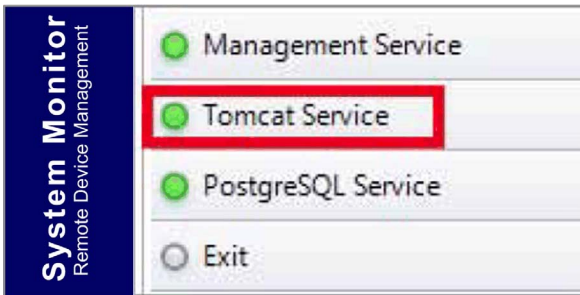 System Monitor
Remote Device Management
Management Service
Tomcat Service
PostgreSQL Service
Exit